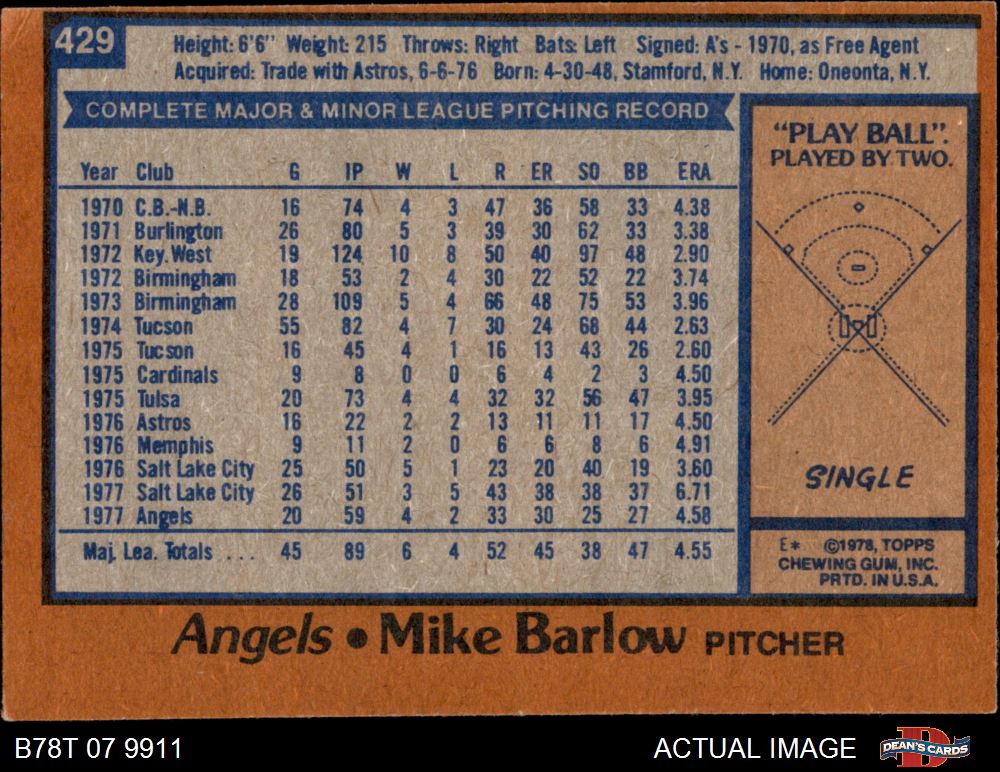 429
Height: 6'6" Weight: 215 Throws: Right Bats: Left Signed: A's - 1970, as Free Agent
Acquired: Trade with Astros, 6-6-76 Born: 4-30-48, Stamford, N.Y. Home: Oneonta, N.Y.
COMPLETE MAJOR & MINOR LEAGUE PITCHING RECORD
Year Club G IP W L R ER SO BB ERA
1970 C.B.-N.B. 16 74 4 3 47 36 58 33 4.38
1971 Burlington 26 80 5 3 39 30 62 33 3.38
1972 Key.West 19 124 10 8 50 40 97 48 2.90
1972 Birmingham 18 53 2 4 30 22 52 22 3.74
1973 Birmingham 28 109 5 4 66 48 75 53 3.96
1974 Tucson 55 82 4 7 30 24 68 44 2.63
1975 Tucson 16 45 4 1 16 13 43 26 2.60
1975 Cardinals 9 8 0 0 6 4 2 3 4.50
1975 Tulsa 20 73 4 4 32 32 56 47 3.95
1976 Astros 16 22 2 2 13 11 11 17 4.50
1976 Memphis 9 11 2 0 6 6 8 6 4.91
1976 Salt Lake City 25 50 5 1 23 20 40 19 3.60
1977 Salt Lake City 26 51 3 5 43 38 38 37 6.71
1977 Angels 20 59 4 2 33 30 25 27 4.58
Maj. Lea. Totals ... 45 89 6 4 52 45 38 47 4.55
"PLAY BALL".
PLAYED BY TWO.
SINGLE
E* ©1978, TOPPS
CHEWING GUM, INC.
PRTD. IN U.S.A.
Angels • Mike Barlow PITCHER
B78T 07 9911
ACTUAL IMAGE
DEAN'S CARDS